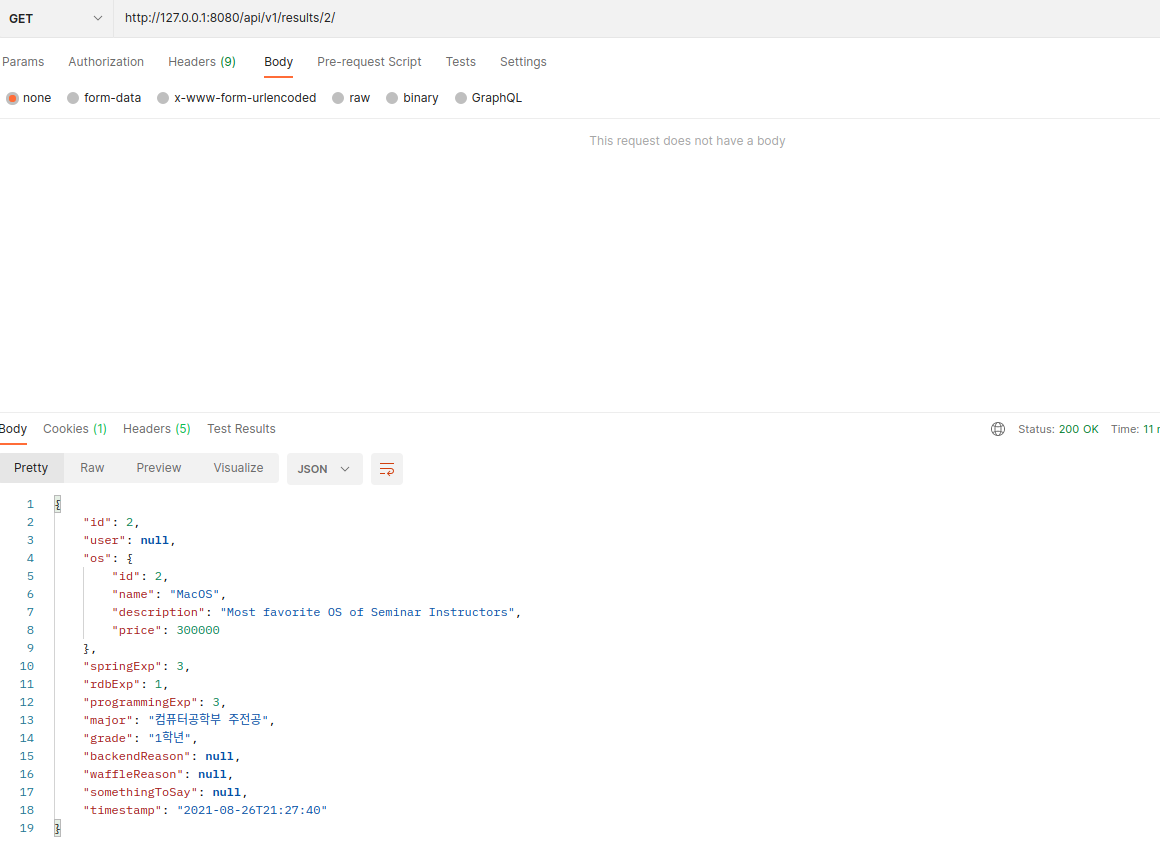 GET http://127.0.0.1:8080/api/v1/results/2/
Params Authorization Headers (9) Body Pre-request Script Tests Settings
none form-data x-www-form-urlencoded raw binary GraphQL
This request does not have a body
Body Cookies (1) Headers (5) Test Results Status: 200 OK Time: 11
Pretty Raw Preview Visualize JSON
1 {
2 "id": 2,
3 "user": null,
4 "os": {
5 "id": 2,
6 "name": "MacOS",
7 "description": "Most favorite OS of Seminar Instructors",
8 "price": 300000
9 },
10 "springExp": 3,
11 "rdbExp": 1,
12 "programmingExp": 3,
13 "major": "컴퓨터공학부 주전공",
14 "grade": "1학년",
15 "backendReason": null,
16 "waffleReason": null,
17 "somethingToSay": null,
18 "timestamp": "2021-08-26T21:27:40"
19 }